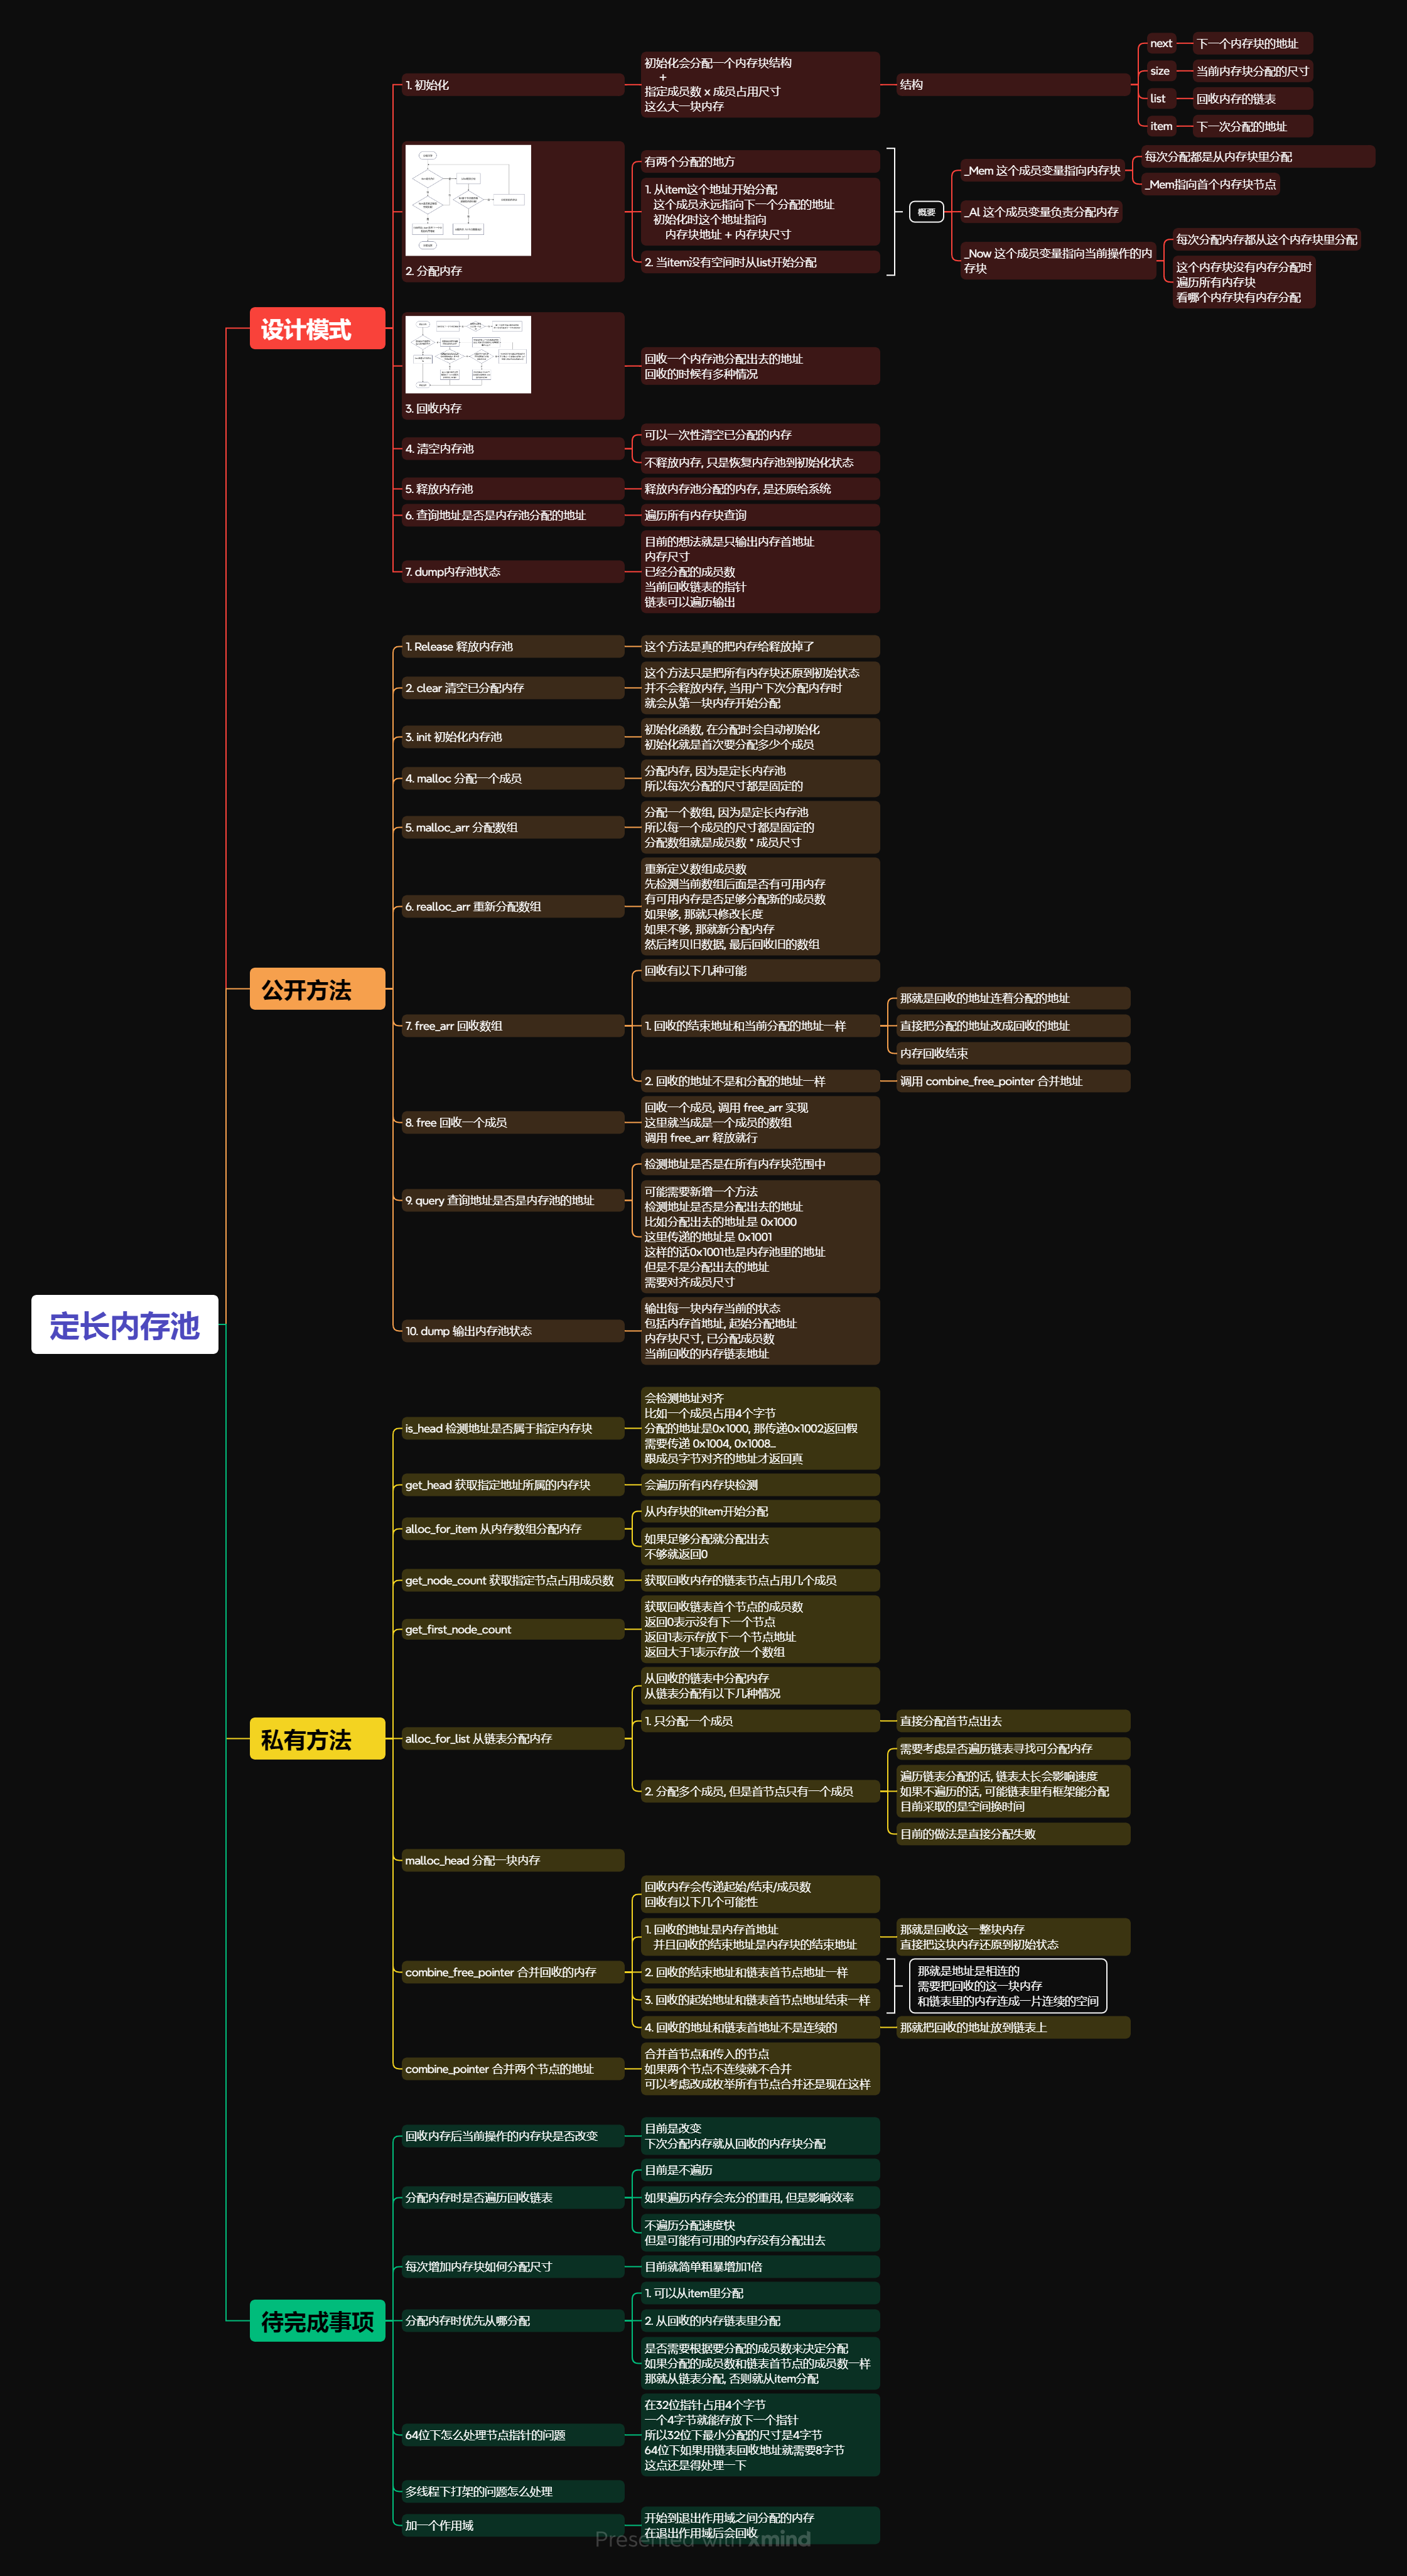 定长内存池
设计模式
1. 初始化
初始化会分配一个内存块结构
+
指定成员数 x 成员占用尺寸
这么大一块内存
结构
next
下一个内存块的地址
size
当前内存块分配的尺寸
list
回收内存的链表
item
下一次分配的地址
2. 分配内存
有两个分配的地方
1. 从item这个地址开始分配
这个成员永远指向下一个分配的地址
初始化时这个地址指向
内存块地址 + 内存块尺寸
2. 当item没有空间时从list开始分配
概要
_Mem 这个成员变量指向内存块
每次分配都是从内存块里分配
_Mem指向首个内存块节点
_Al 这个成员变量负责分配内存
_Now 这个成员变量指向当前操作的内
存块
每次分配内存都从这个内存块里分配
这个内存块没有内存分配时
遍历所有内存块
看哪个内存块有内存分配
3. 回收内存
回收一个内存池分配出去的地址
回收的时候有多种情况
4. 清空内存池
可以一次性清空已分配的内存
不释放内存, 只是恢复内存池到初始化状态
5. 释放内存池
释放内存池分配的内存, 是还原给系统
6. 查询地址是否是内存池分配的地址
遍历所有内存块查询
7. dump内存池状态
目前的想法就是只输出内存首地址
内存尺寸
已经分配的成员数
当前回收链表的指针
链表可以遍历输出
公开方法
1. Release 释放内存池
这个方法是真的把内存给释放掉了
2. clear 清空已分配内存
这个方法只是把所有内存块还原到初始状态
并不会释放内存, 当用户下次分配内存时
就会从第一块内存开始分配
3. init 初始化内存池
初始化函数, 在分配时会自动初始化
初始化就是首次要分配多少个成员
4. malloc 分配一个成员
分配内存, 因为是定长内存池
所以每次分配的尺寸都是固定的
5. malloc_arr 分配数组
分配一个数组, 因为是定长内存池
所以每一个成员的尺寸都是固定的
分配数组就是成员数 * 成员尺寸
6. realloc_arr 重新分配数组
重新定义数组成员数
先检测当前数组后面是否有可用内存
有可用内存是否足够分配新的成员数
如果够, 那就只修改长度
如果不够, 那就新分配内存
然后拷贝旧数据, 最后回收旧的数组
7. free_arr 回收数组
回收有以下几种可能
1. 回收的结束地址和当前分配的地址一样
那就是回收的地址连着分配的地址
直接把分配的地址改成回收的地址
内存回收结束
2. 回收的地址不是和分配的地址一样
调用 combine_free_pointer 合并地址
8. free 回收一个成员
回收一个成员, 调用 free_arr 实现
这里就当成是一个成员的数组
调用 free_arr 释放就行
9. query 查询地址是否是内存池的地址
检测地址是否是在所有内存块范围中
可能需要新增一个方法
检测地址是否是分配出去的地址
比如分配出去的地址是 0x1000
这里传递的地址是 0x1001
这样的话0x1001也是内存池里的地址
但是不是分配出去的地址
需要对齐成员尺寸
10. dump 输出内存池状态
输出每一块内存当前的状态
包括内存首地址, 起始分配地址
内存块尺寸, 已分配成员数
当前回收的内存链表地址
私有方法
is_head 检测地址是否属于指定内存块
会检测地址对齐
比如一个成员占用4个字节
分配的地址是0x1000, 那传递0x1002返回假
需要传递 0x1004, 0x1008...
跟成员字节对齐的地址才返回真
get_head 获取指定地址所属的内存块
会遍历所有内存块检测
alloc_for_item 从内存数组分配内存
从内存块的item开始分配
如果足够分配就分配出去
不够就返回0
get_node_count 获取指定节点占用成员数
获取回收内存的链表节点占用几个成员
get_first_node_count
获取回收链表首个节点的成员数
返回0表示没有下一个节点
返回1表示存放下一个节点地址
返回大于1表示存放一个数组
alloc_for_list 从链表分配内存
从回收的链表中分配内存
从链表分配有以下几种情况
1. 只分配一个成员
直接分配首节点出去
2. 分配多个成员, 但是首节点只有一个成员
需要考虑是否遍历链表寻找可分配内存
遍历链表分配的话, 链表太长会影响速度
如果不遍历的话, 可能链表里有框架能分配
目前采取的是空间换时间
目前的做法是直接分配失败
malloc_head 分配一块内存
combine_free_pointer 合并回收的内存
回收内存会传递起始/结束/成员数
回收有以下几个可能性
1. 回收的地址是内存首地址
并且回收的结束地址是内存块的结束地址
那就是回收这一整块内存
直接把这块内存还原到初始状态
2. 回收的结束地址和链表首节点地址一样
3. 回收的起始地址和链表首节点地址结束一样
那就是地址是相连的
需要把回收的这一块内存
和链表里的内存连成一片连续的空间
4. 回收的地址和链表首地址不是连续的
那就把回收的地址放到链表上
combine_pointer 合并两个节点的地址
合并首节点和传入的节点
如果两个节点不连续就不合并
可以考虑改成枚举所有节点合并还是现在这样
待完成事项
回收内存后当前操作的内存块是否改变
目前是改变
下次分配内存就从回收的内存块分配
分配内存时是否遍历回收链表
目前是不遍历
如果遍历内存会充分的重用, 但是影响效率
不遍历分配速度快
但是可能有可用的内存没有分配出去
每次增加内存块如何分配尺寸
目前就简单粗暴增加1倍
分配内存时优先从哪分配
1. 可以从item里分配
2. 从回收的内存链表里分配
是否需要根据要分配的成员数来决定分配
如果分配的成员数和链表首节点的成员数一样
那就从链表分配, 否则就从item分配
64位下怎么处理节点指针的问题
在32位指针占用4个字节
一个4字节就能存放下一个指针
所以32位下最小分配的尺寸是4字节
64位下如果用链表回收地址就需要8字节
这点还是得处理一下
多线程下打架的问题怎么处理
加一个作用域
开始到退出作用域之间分配的内存
在退出作用域后会回收
Presented with xmind